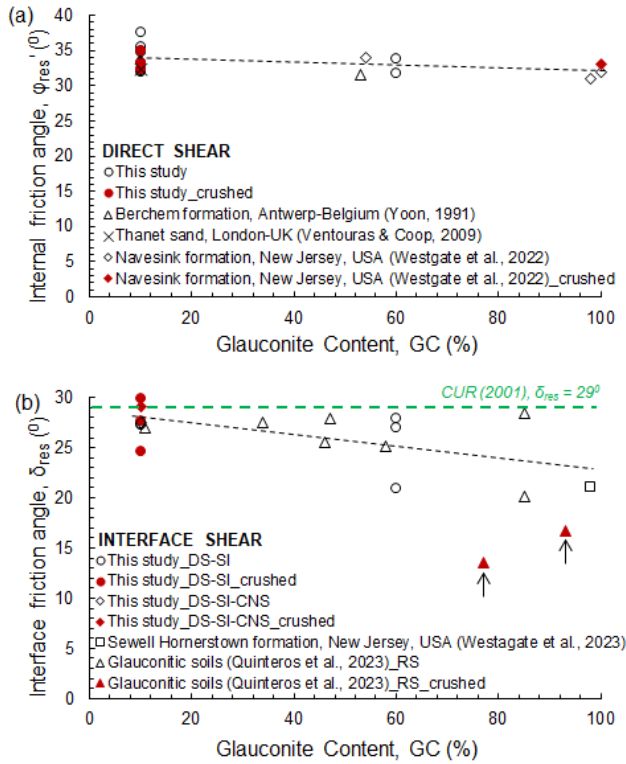 (a)
40
35
30
25
20
15
10
5
0
Internal friction angle, φres' (⁰)
DIRECT SHEAR
This study
This study_crushed
Berchem formation, Antwerp-Belgium (Yoon, 1991)
Thanet sand, London-UK (Ventouras & Coop, 2009)
Navesink formation, New Jersey, USA (Westgate et al., 2022)
Navesink formation, New Jersey, USA (Westgate et al., 2022)_crushed
0 20 40 60 80 100
Glauconite Content, GC (%)
(b)
30
25
20
15
10
5
0
Interface friction angle, δres (⁰)
CUR (2001), δres = 29⁰
INTERFACE SHEAR
This study_DS-SI
This study_DS-SI_crushed
This study_DS-SI-CNS
This study_DS-SI-CNS_crushed
Sewell Hornerstown formation, New Jersey, USA (Westagate et al., 2023)
Glauconitic soils (Quinteros et al., 2023)_RS
Glauconitic soils (Quinteros et al., 2023)_RS_crushed
0 20 40 60 80 100
Glauconite Content, GC (%)